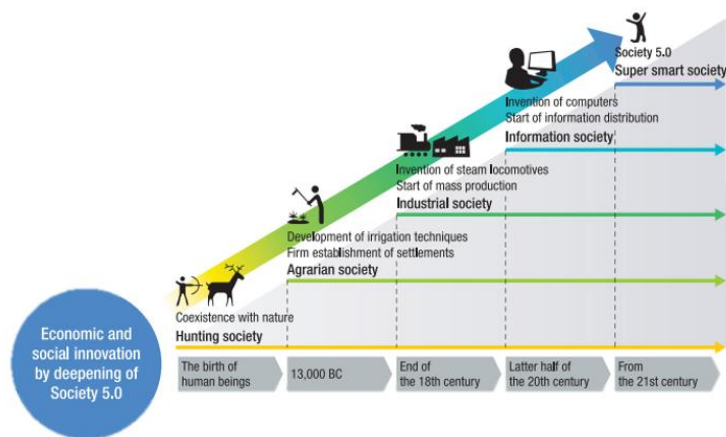 Society 5.0
Super smart society
Invention of computers
Start of information distribution
Information society
Invention of steam locomotives
Start of mass production
Industrial society
Development of irrigation techniques
Firm establishment of settlements
Agrarian society
Coexistence with nature
Hunting society
Economic and
social innovation
by deepening of
Society 5.0
The birth of
human beings
13,000 BC
End of
the 18th century
Latter half of
the 20th century
From
the 21st century